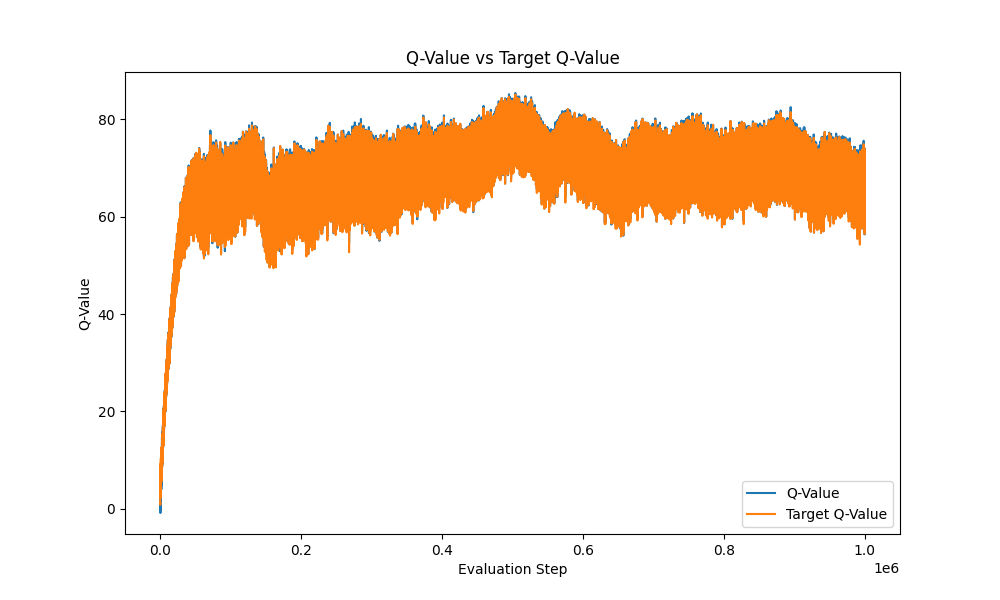 Q-Value vs Target Q-Value
Q-Value
80
60
40
20
0
0.0 0.2 0.4 0.6 0.8 1.0
1e6
Evaluation Step
Q-Value
Target Q-Value